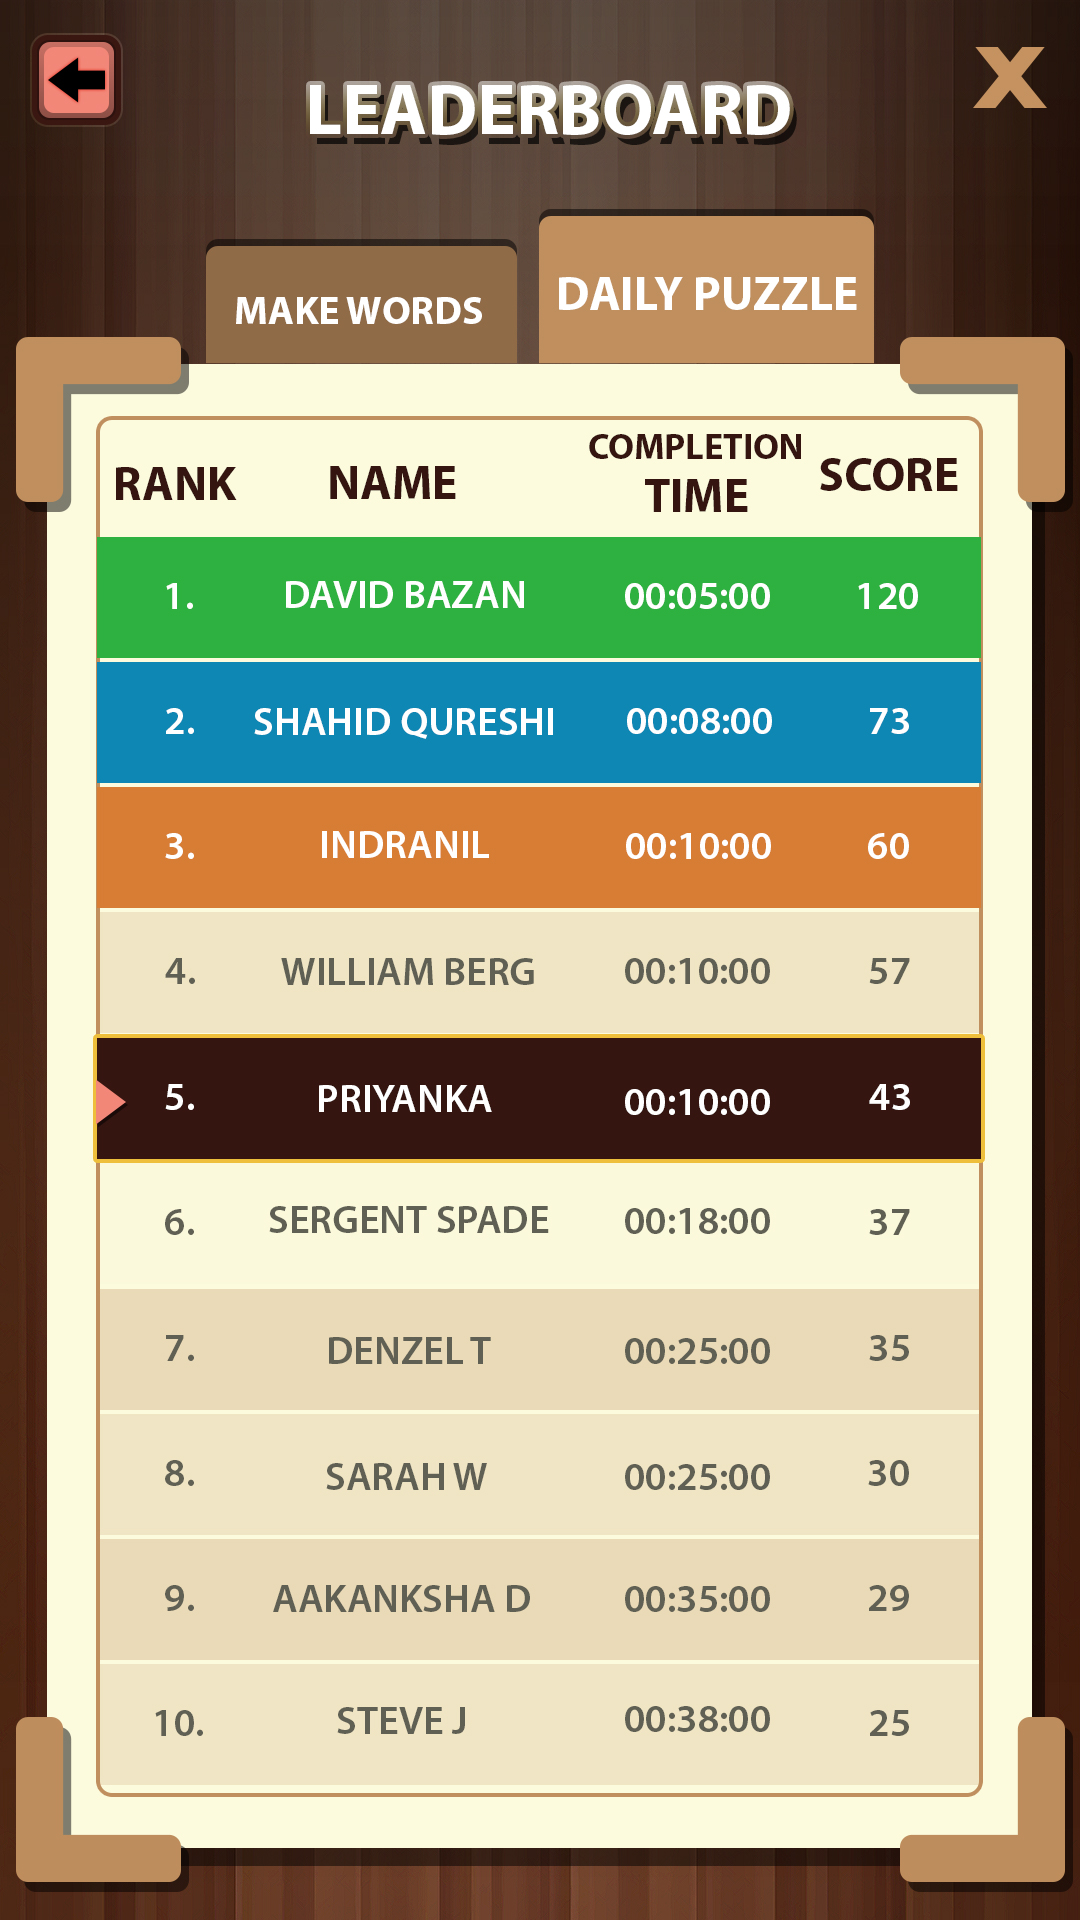 LEADERBOARD
MAKE WORDS
DAILY PUZZLE
RANK NAME COMPLETION TIME SCORE
1. DAVID BAZAN 00:05:00 120
2. SHAHID QURESHI 00:08:00 73
3. INDRANIL 00:10:00 60
4. WILLIAM BERG 00:10:00 57
5. PRIYANKA 00:10:00 43
6. SERGENT SPADE 00:18:00 37
7. DENZEL T 00:25:00 35
8. SARAH W 00:25:00 30
9. AAKANKSHA D 00:35:00 29
10. STEVE J 00:38:00 25